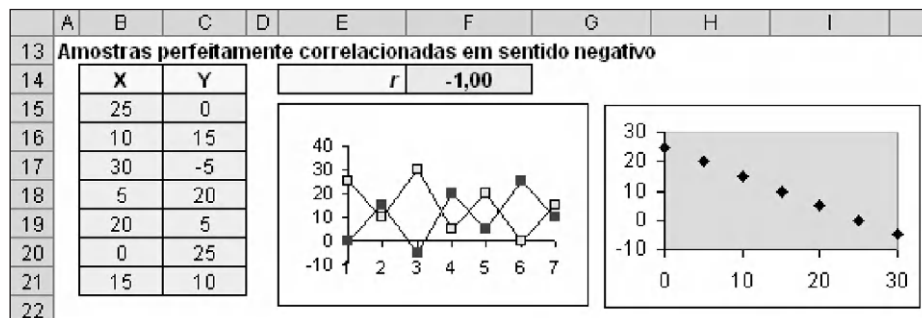 A B C D E F G H I
13 Amostras perfeitamente correlacionadas em sentido negativo
14 X Y r -1,00
15 25 0
16 10 15
17 30 -5
18 5 20
19 20 5
20 0 25
21 15 10
22
40
30
20
10
0
-10
1 2 3 4 5 6 7
30
20
10
0
-10
0 10 20 30